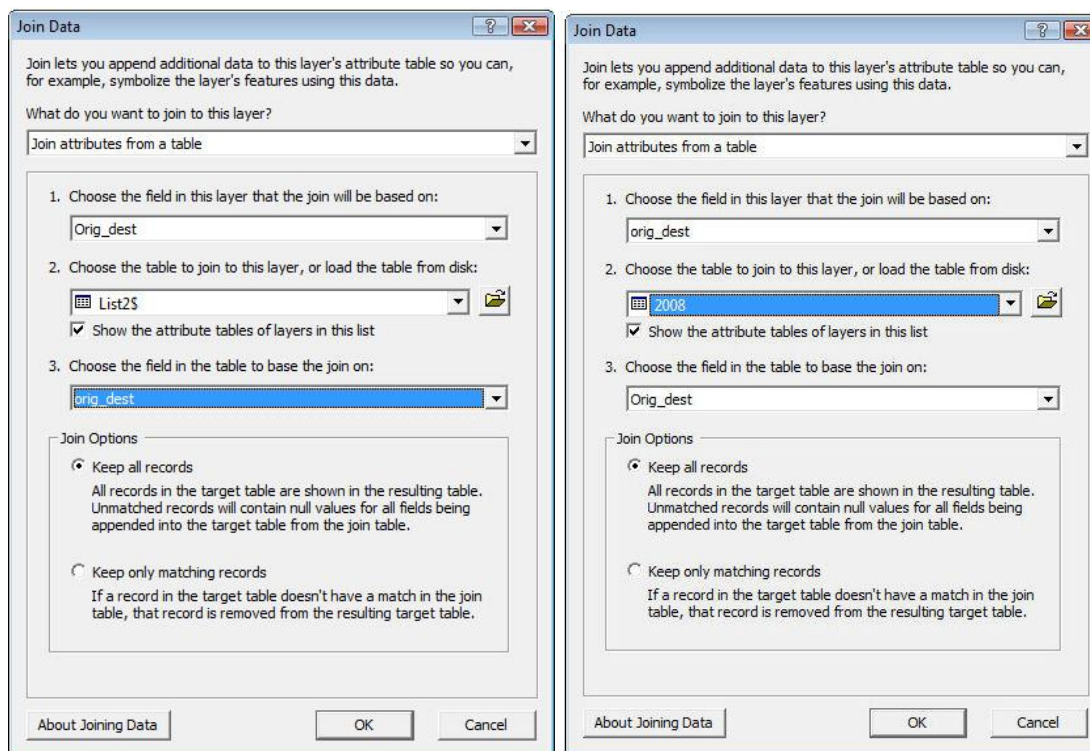 Join Data
Join lets you append additional data to this layer's attribute table so you can,
for example, symbolize the layer's features using this data.
What do you want to join to this layer?
Join attributes from a table
1. Choose the field in this layer that the join will be based on:
Orig_dest
2. Choose the table to join to this layer, or load the table from disk:
List2$
Show the attribute tables of layers in this list
3. Choose the field in the table to base the join on:
orig_dest
Join Options
Keep all records
All records in the target table are shown in the resulting table.
Unmatched records will contain null values for all fields being
appended into the target table from the join table.
Keep only matching records
If a record in the target table doesn't have a match in the join
table, that record is removed from the resulting target table.
About Joining Data
OK
Cancel
Join Data
Join lets you append additional data to this layer's attribute table so you can,
for example, symbolize the layer's features using this data.
What do you want to join to this layer?
Join attributes from a table
1. Choose the field in this layer that the join will be based on:
orig_dest
2. Choose the table to join to this layer, or load the table from disk:
2008
Show the attribute tables of layers in this list
3. Choose the field in the table to base the join on:
Orig_dest
Join Options
Keep all records
All records in the target table are shown in the resulting table.
Unmatched records will contain null values for all fields being
appended into the target table from the join table.
Keep only matching records
If a record in the target table doesn't have a match in the join
table, that record is removed from the resulting target table.
About Joining Data
OK
Cancel